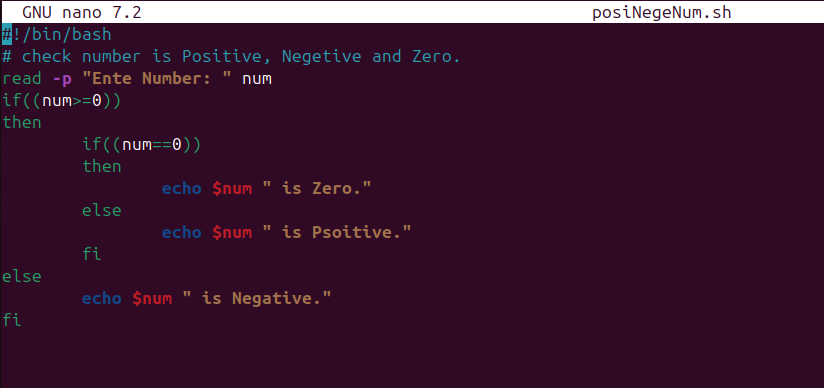 GNU nano 7.2 posiNegeNum.sh
#!/bin/bash
# check number is Positive, Negetive and Zero.
read -p "Ente Number: " num
if((num>=0))
then
if((num==0))
then
echo $num " is Zero."
else
echo $num " is Psoitive."
fi
else
echo $num " is Negative."
fi